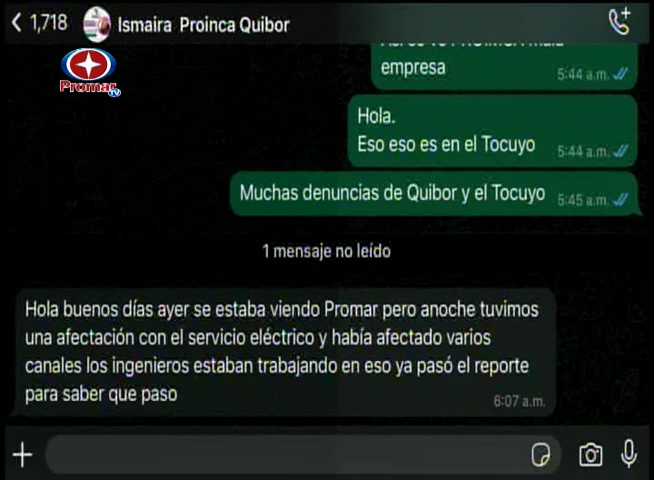 1,718
Ismaira Proinca Quibor
Promar
TV
empresa
5:44 a.m.
Hola.
Eso eso es en el Tocuyo
5:44 a.m.
Muchas denuncias de Quibor y el Tocuyo
5:45 a.m.
1 mensaje no leído
Hola buenos días ayer se estaba viendo Promar pero anoche tuvimos
una afectación con el servicio eléctrico y había afectado varios
canales los ingenieros estaban trabajando en eso ya pasó el reporte
para saber que paso
6:07 a.m.